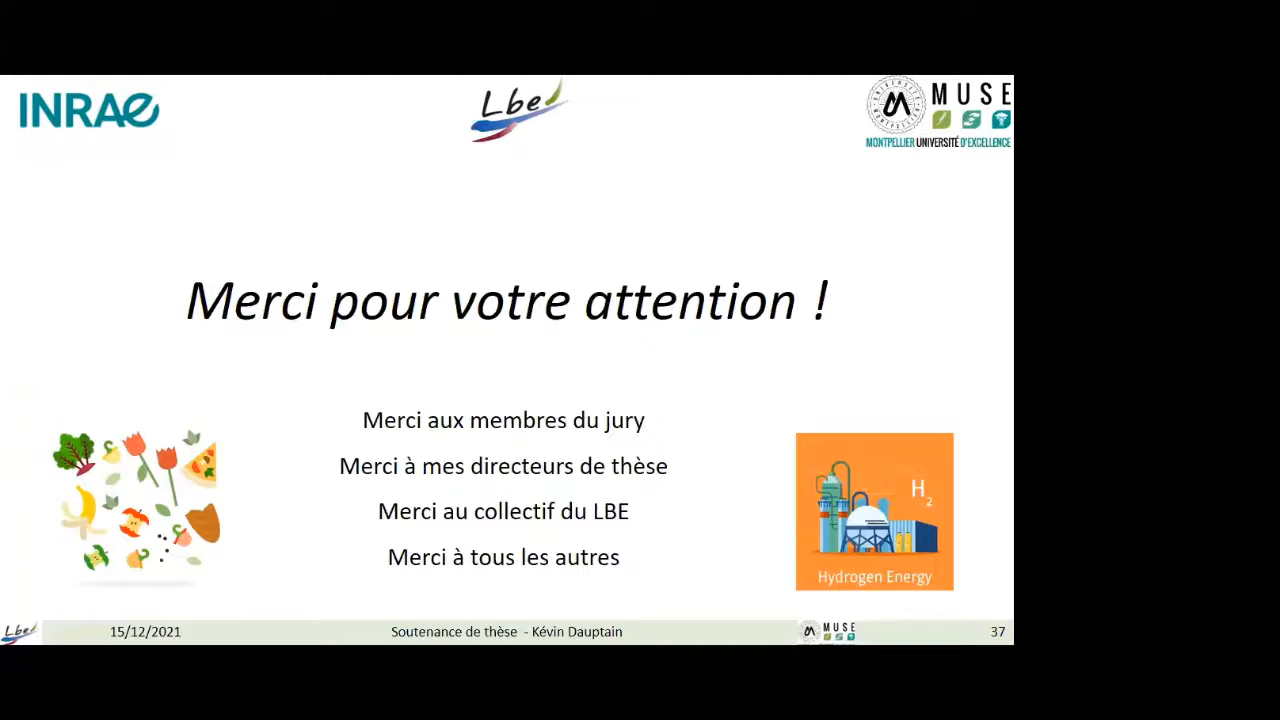 INRAE
Lbe
MUSE
MONTPELLIER UNIVERSITÉ D'EXCELLENCE
Merci pour votre attention !
Merci aux membres du jury
Merci à mes directeurs de thèse
Merci au collectif du LBE
Merci à tous les autres
H2
Hydrogen Energy
Lbe
15/12/2021
Soutenance de thèse - Kévin Dauptain
MUSE
37